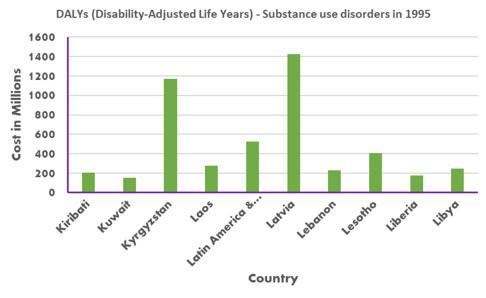 DALYs (Disability-Adjusted Life Years) - Substance use disorders in 1995
1600
1400
1200
1000
800
600
400
200
0
Cost in Millions
Kiribati
Kuwait
Kyrgyzstan
Laos
Latin America &...
Latvia
Lebanon
Lesotho
Liberia
Libya
Country